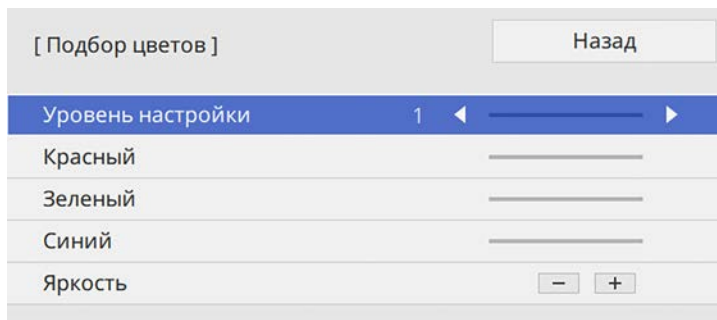 [ Подбор цветов ]
Назад
Уровень настройки 1
Красный
Зеленый
Синий
Яркость − +